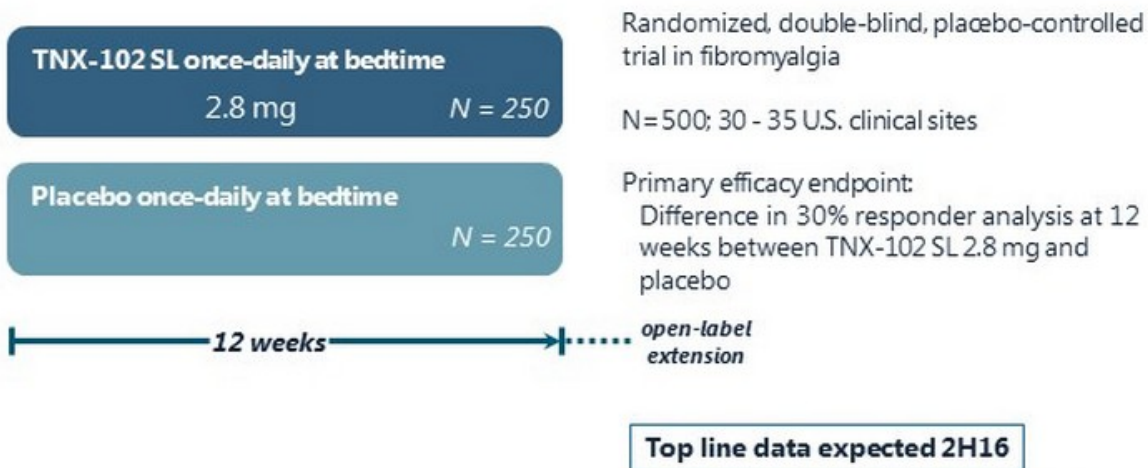 TNX-102 SL once-daily at bedtime
2.8 mg N = 250
Placebo once-daily at bedtime
N = 250
12 weeks
Randomized, double-blind, placebo-controlled
trial in fibromyalgia
N=500; 30 - 35 U.S. clinical sites
Primary efficacy endpoint:
Difference in 30% responder analysis at 12
weeks between TNX-102 SL 2.8 mg and
placebo
open-label
extension
Top line data expected 2H16